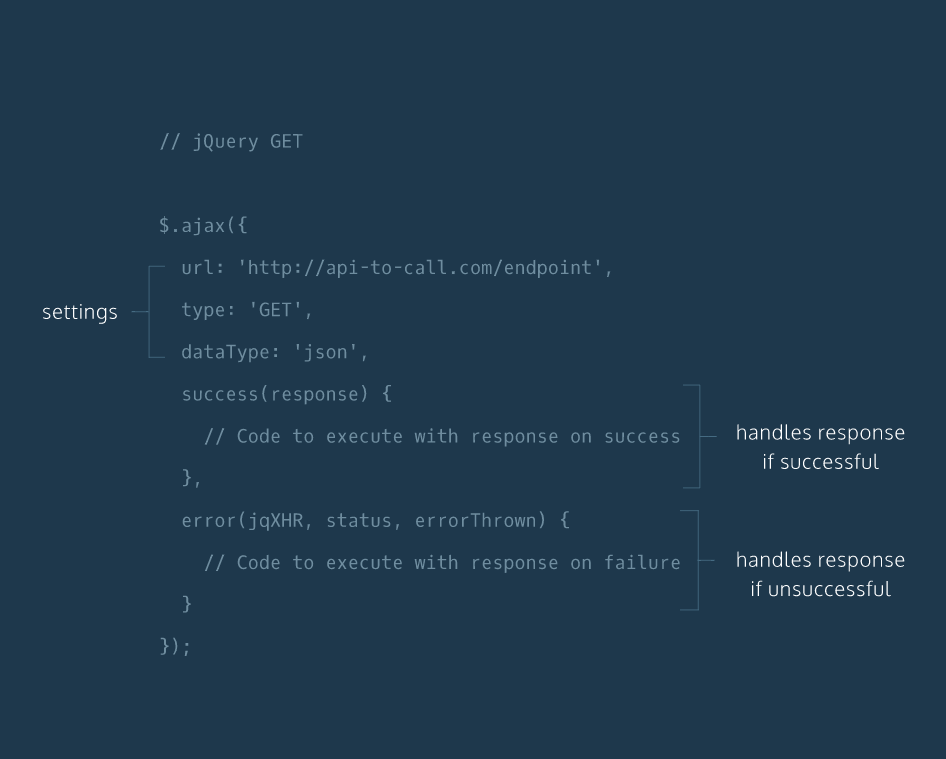 // jQuery GET
$.ajax({
url: 'http://api-to-call.com/endpoint',
type: 'GET',
settings
dataType: 'json',
success(response) {
// Code to execute with response on success
},
handles response
if successful
error(jqXHR, status, errorThrown) {
// Code to execute with response on failure
}
handles response
if unsuccessful
});